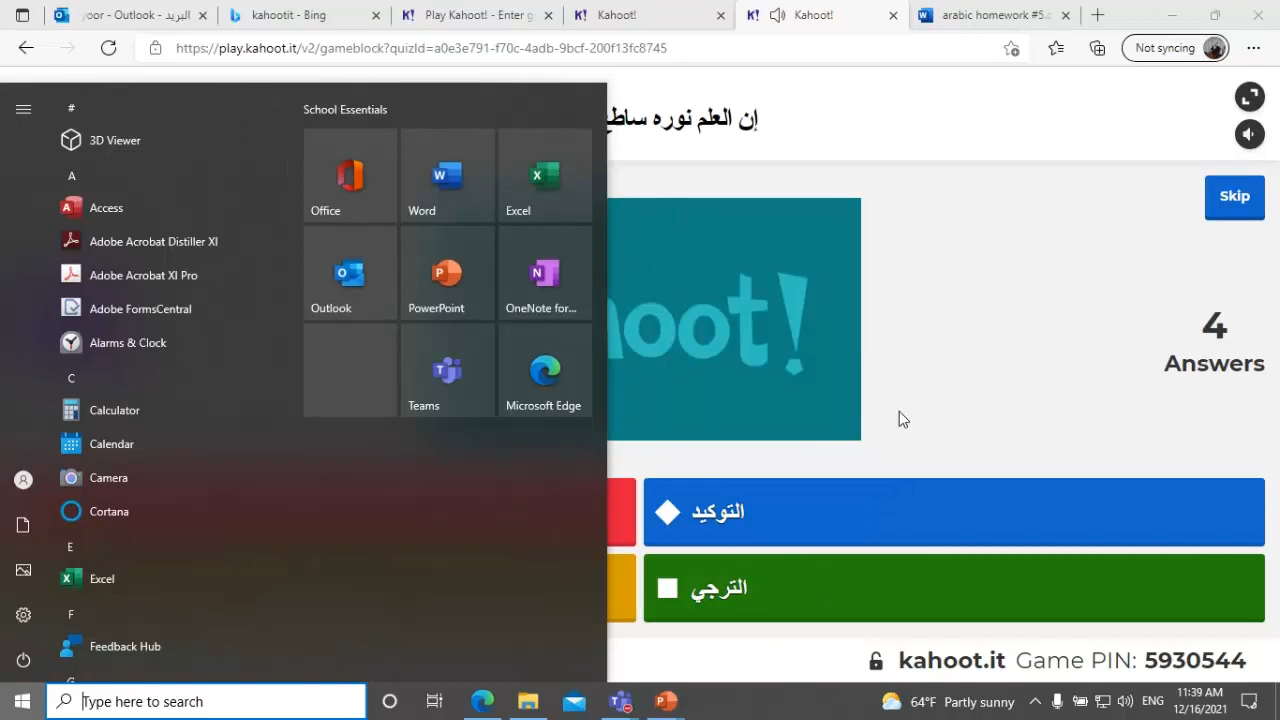 yoor - Outlook - البريد
kahootit - Bing
Play Kahoot! - Enter g
Kahoot!
Kahoot!
arabic homework #5.c
https://play.kahoot.it/v2/gameblock?quizId=a0e3e791-f70c-4adb-9bcf-200f13fc8745
Not syncing
إن العلم نوره ساطع
Skip
4
Answers
#
3D Viewer
A
Access
Adobe Acrobat Distiller XI
Adobe Acrobat XI Pro
Adobe FormsCentral
Alarms & Clock
C
Calculator
Calendar
Camera
Cortana
E
Excel
F
Feedback Hub
G
School Essentials
Office
Word
Excel
Outlook
PowerPoint
OneNote for...
Teams
Microsoft Edge
hoot!
التوكيد
الترجي
kahoot.it Game PIN: 5930544
Type here to search
64°F Partly sunny
ENG
11:39 AM
12/16/2021